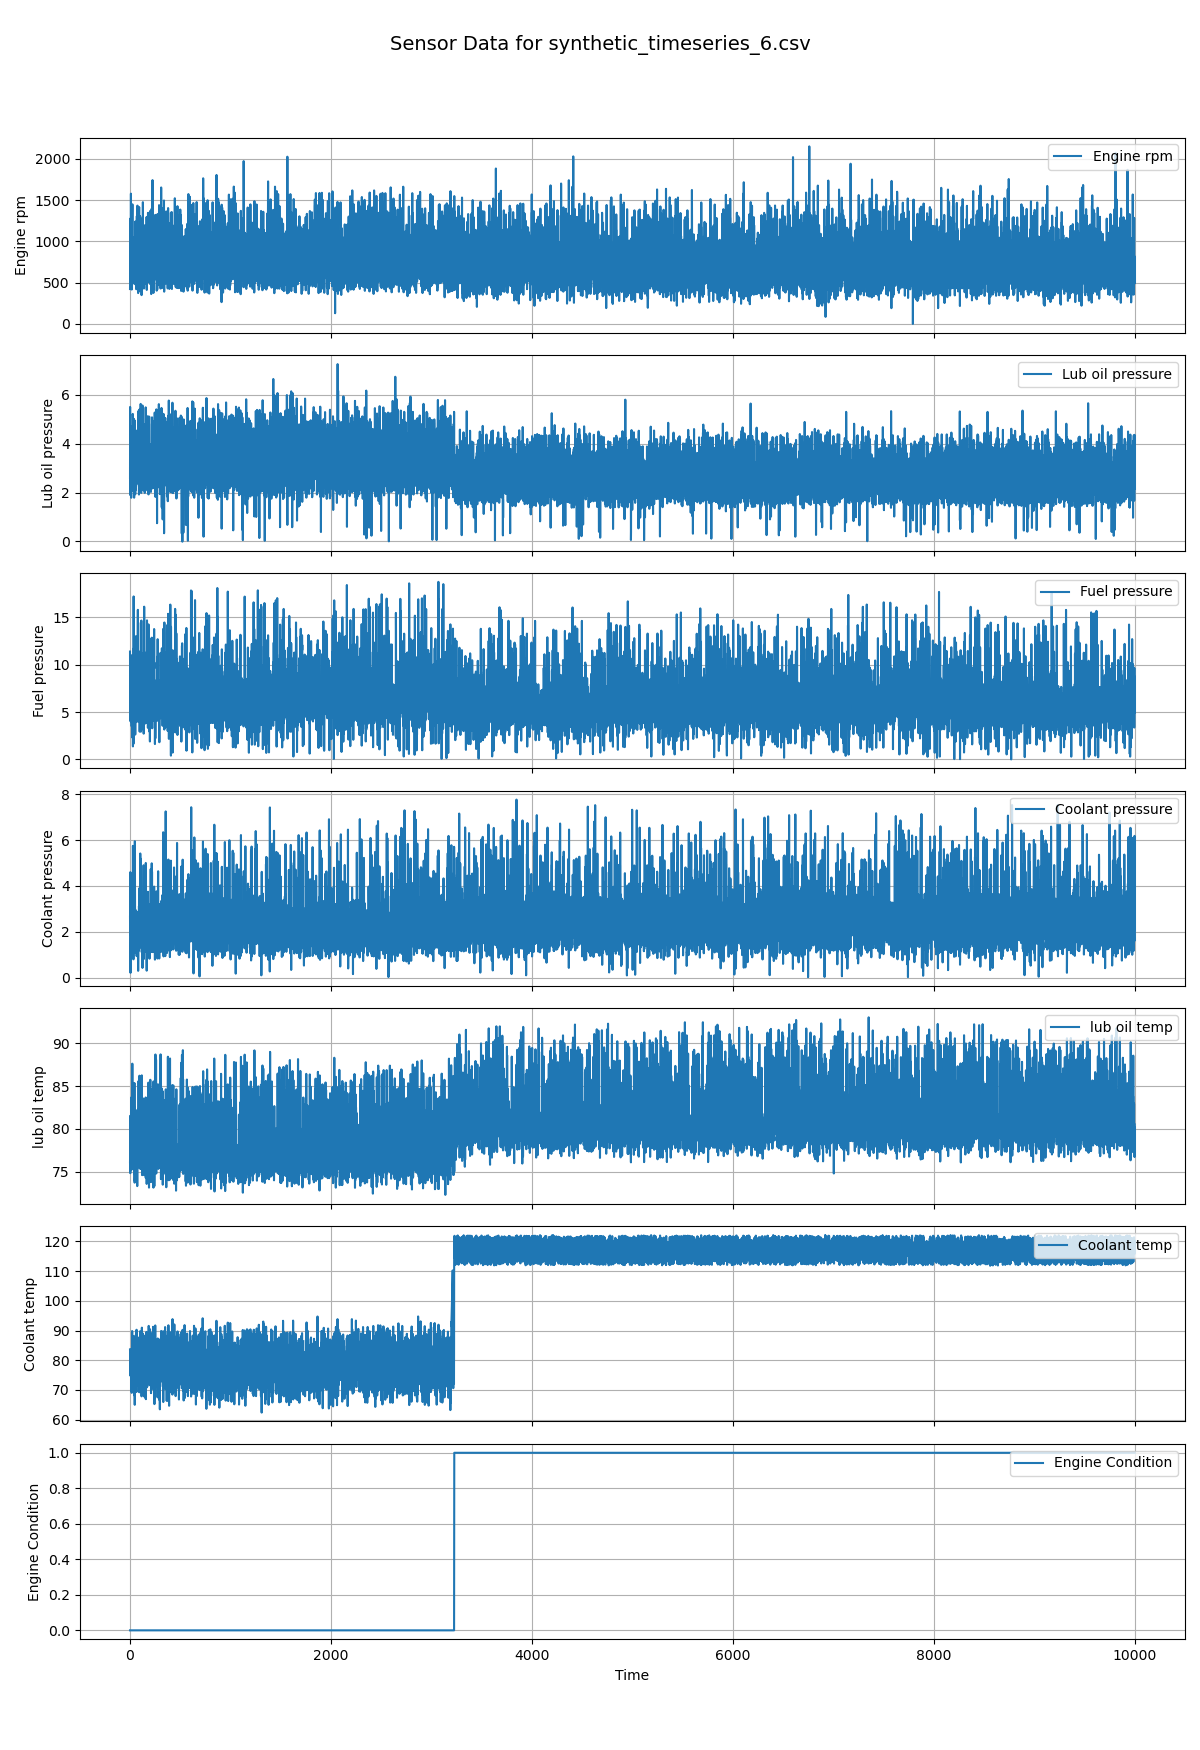 Sensor Data for synthetic_timeseries_6.csv
Engine rpm
2000
1500
1000
500
0
Engine rpm
Lub oil pressure
6
4
2
0
Lub oil pressure
Fuel pressure
15
10
5
0
Fuel pressure
Coolant pressure
8
6
4
2
0
Coolant pressure
lub oil temp
90
85
80
75
lub oil temp
Coolant temp
120
110
100
90
80
70
60
Coolant temp
Engine Condition
1.0
0.8
0.6
0.4
0.2
0.0
Engine Condition
0 2000 4000 6000 8000 10000
Time